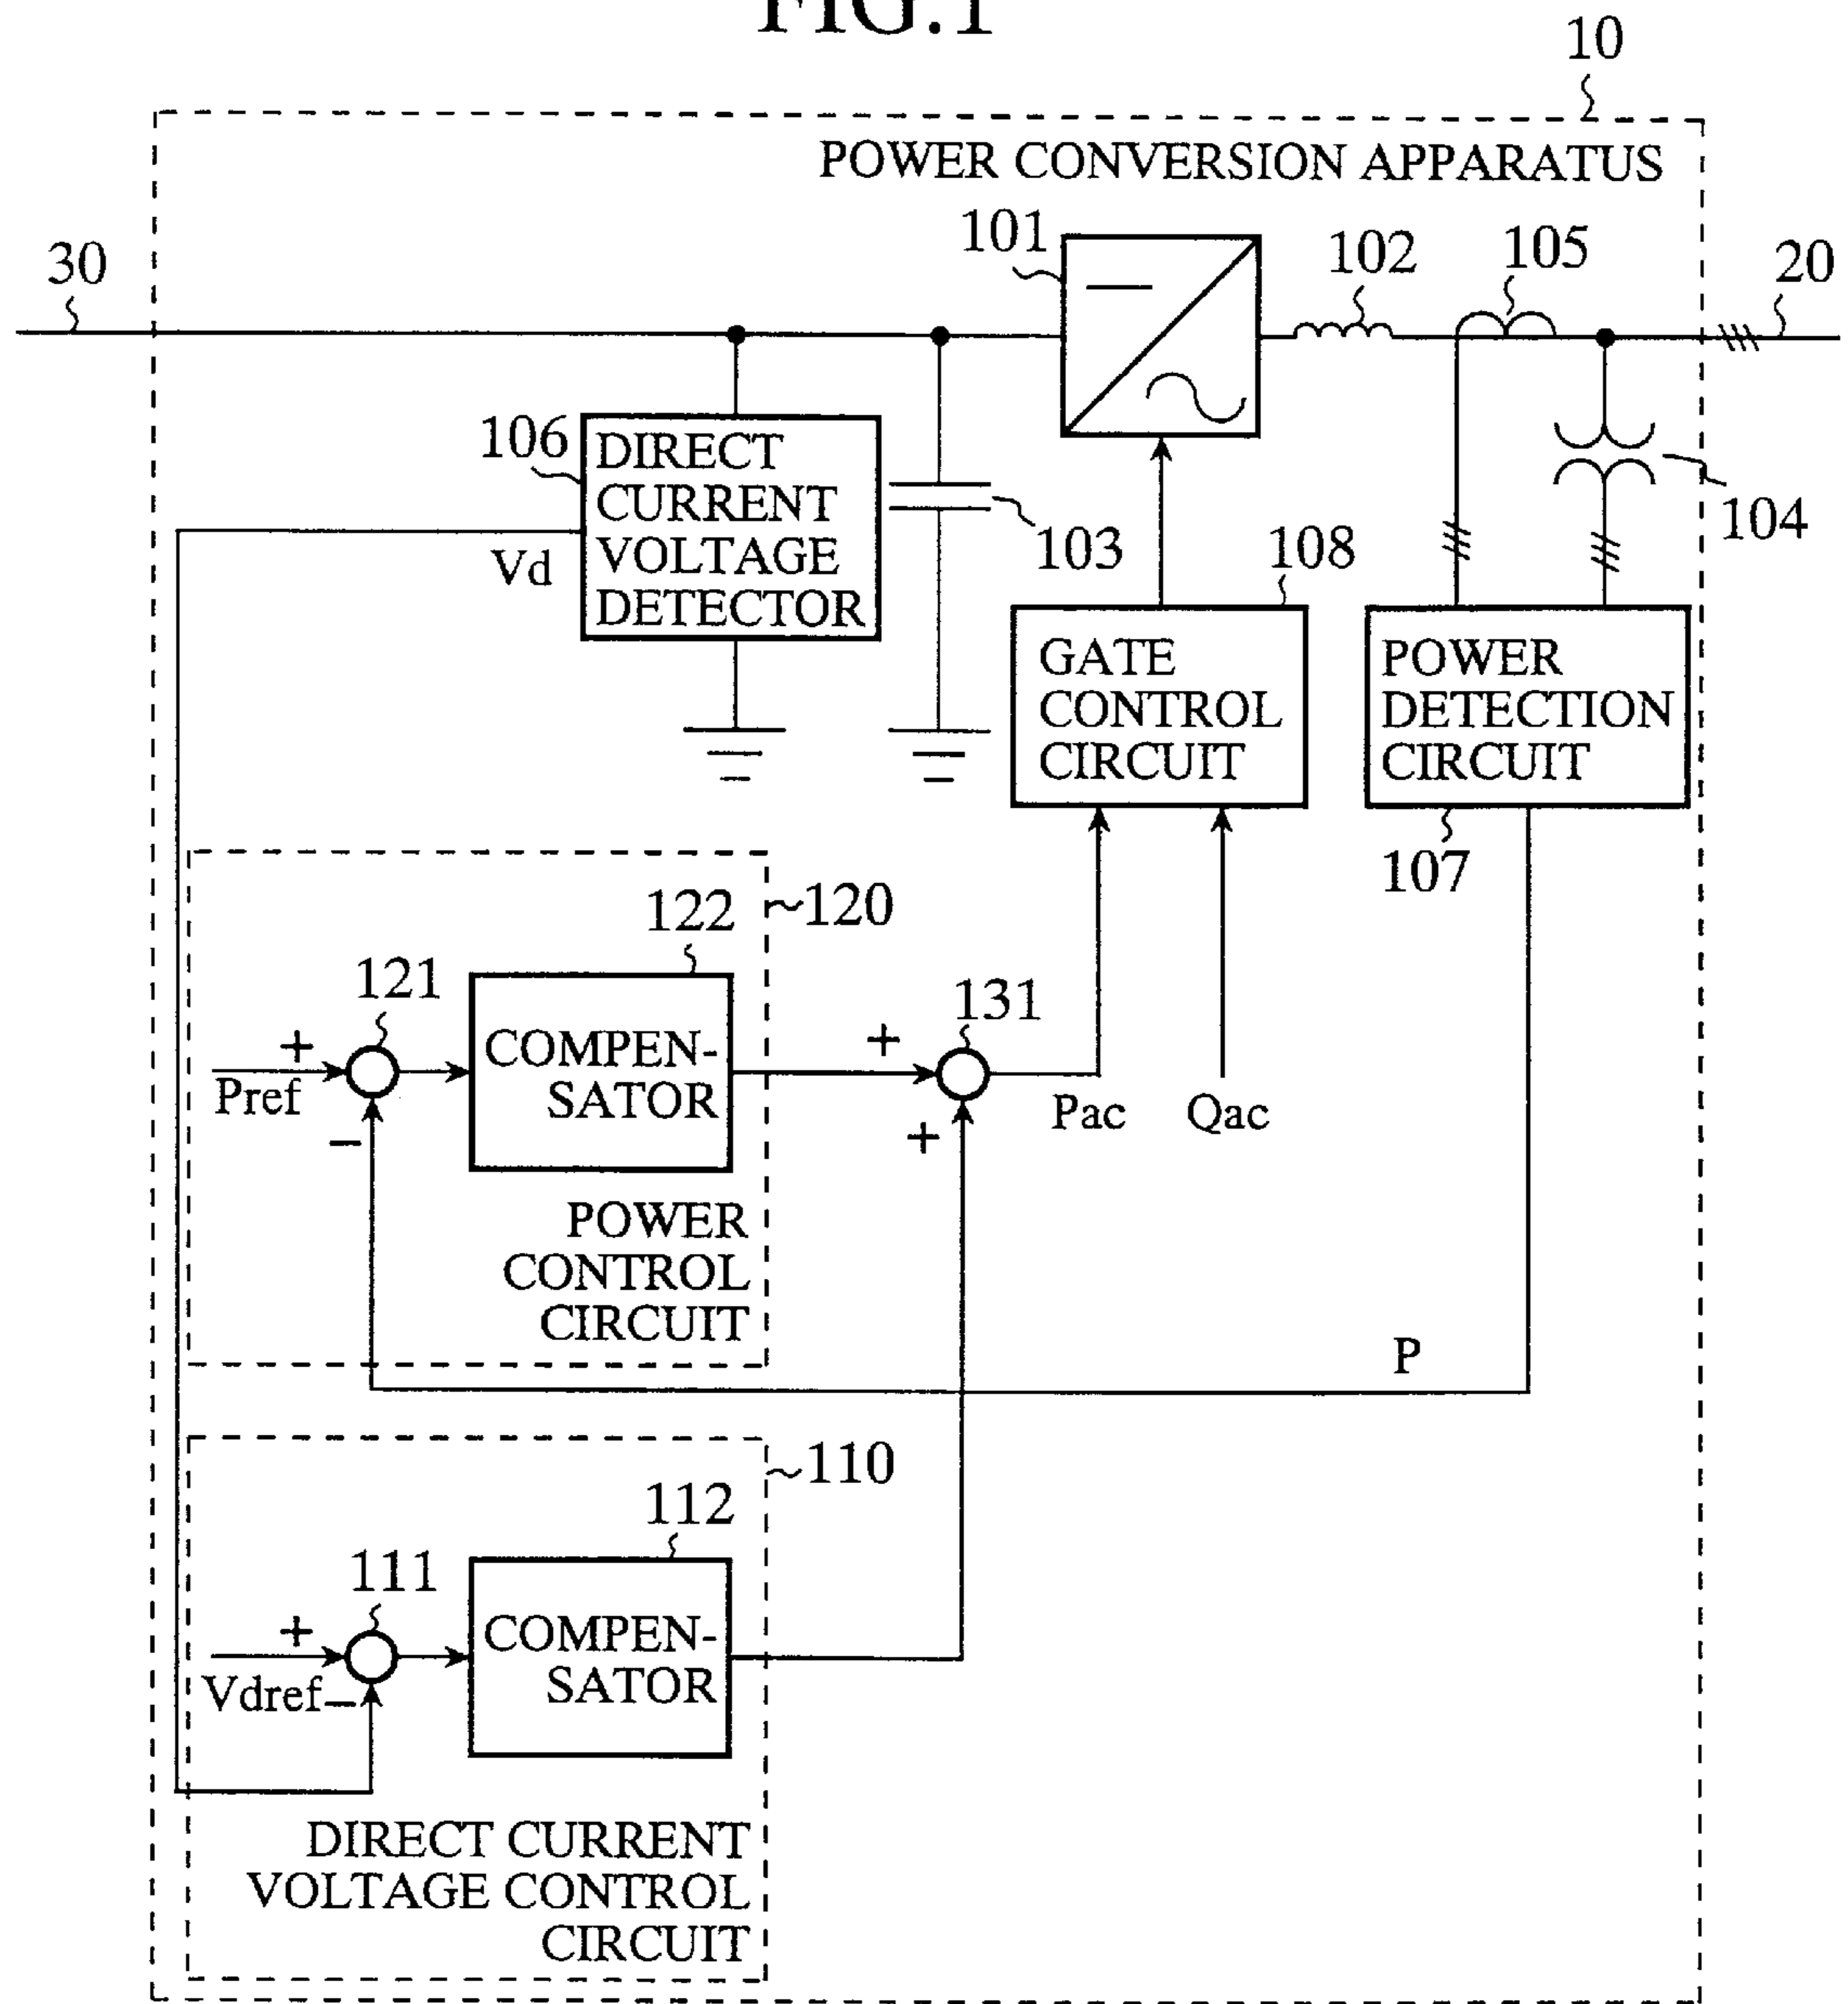 FIG.1
10
POWER CONVERSION APPARATUS
30
101
102
105
20
106
DIRECT
CURRENT
VOLTAGE
DETECTOR
Vd
103
104
108
GATE
CONTROL
CIRCUIT
POWER
DETECTION
CIRCUIT
107
120
122
121
+
Pref
−
COMPEN-
SATOR
+
131
+
Pac
Qac
POWER
CONTROL
CIRCUIT
P
110
112
111
+
Vdref
−
COMPEN-
SATOR
DIRECT CURRENT
VOLTAGE CONTROL
CIRCUIT